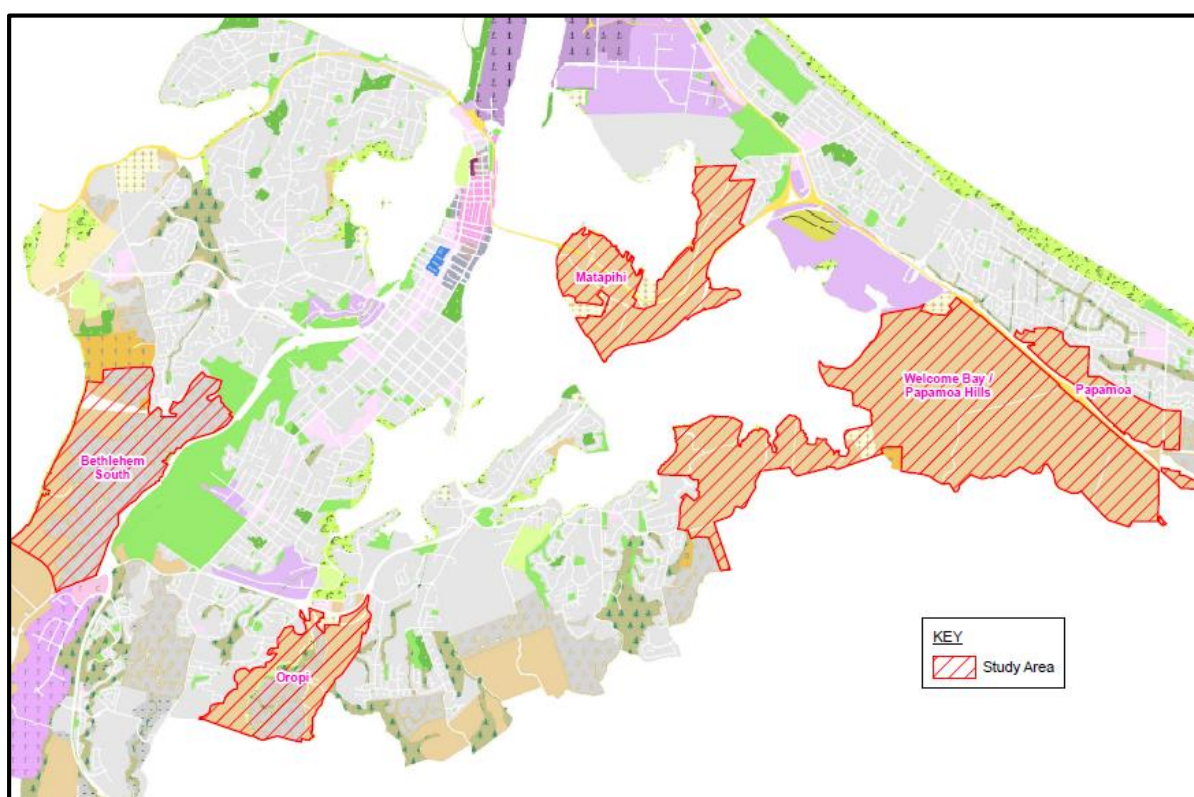 Matapihi
Welcome Bay /
Papamoa Hills
Papamoa
Bethlehem
South
Oropi
KEY
Study Area